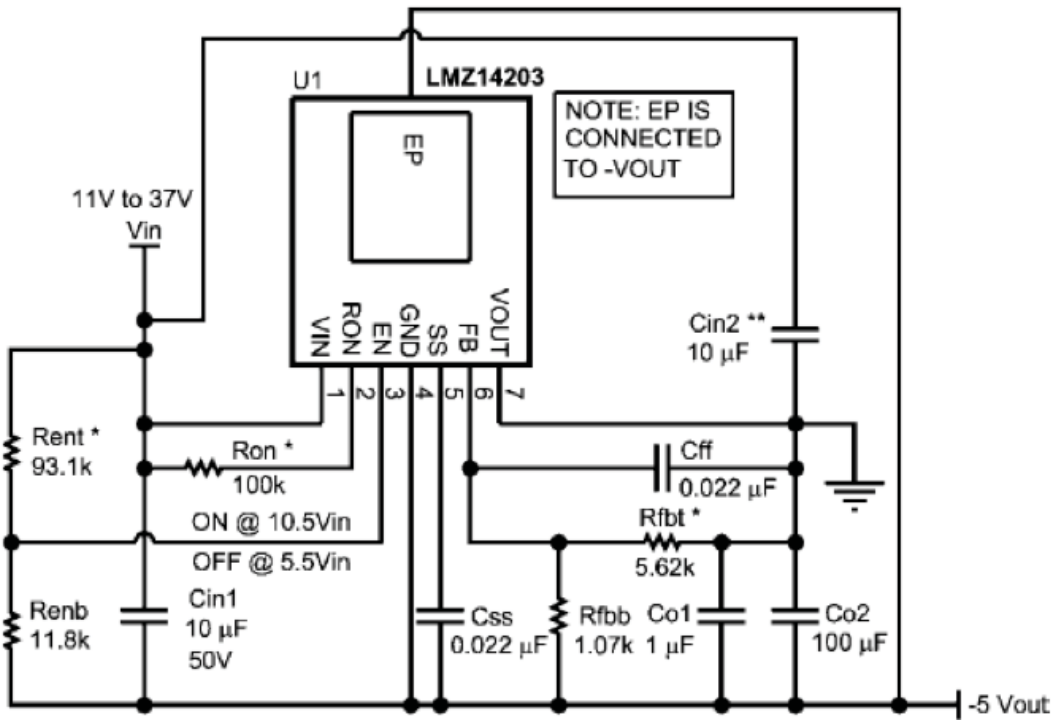 U1
LMZ14203
NOTE: EP IS
CONNECTED
TO -VOUT
EP
11V to 37V
Vin
VIN
RON
EN
GND
SS
FB
VOUT
1
2
3
4
5
6
7
Cin2 **
10 μF
Rent *
93.1k
Ron *
100k
Cff
0.022 μF
ON @ 10.5Vin
OFF @ 5.5Vin
Rfbt *
5.62k
Renb
11.8k
Cin1
10 μF
50V
Css
0.022 μF
Rfbb
1.07k
Co1
1 μF
Co2
100 μF
-5 Vout